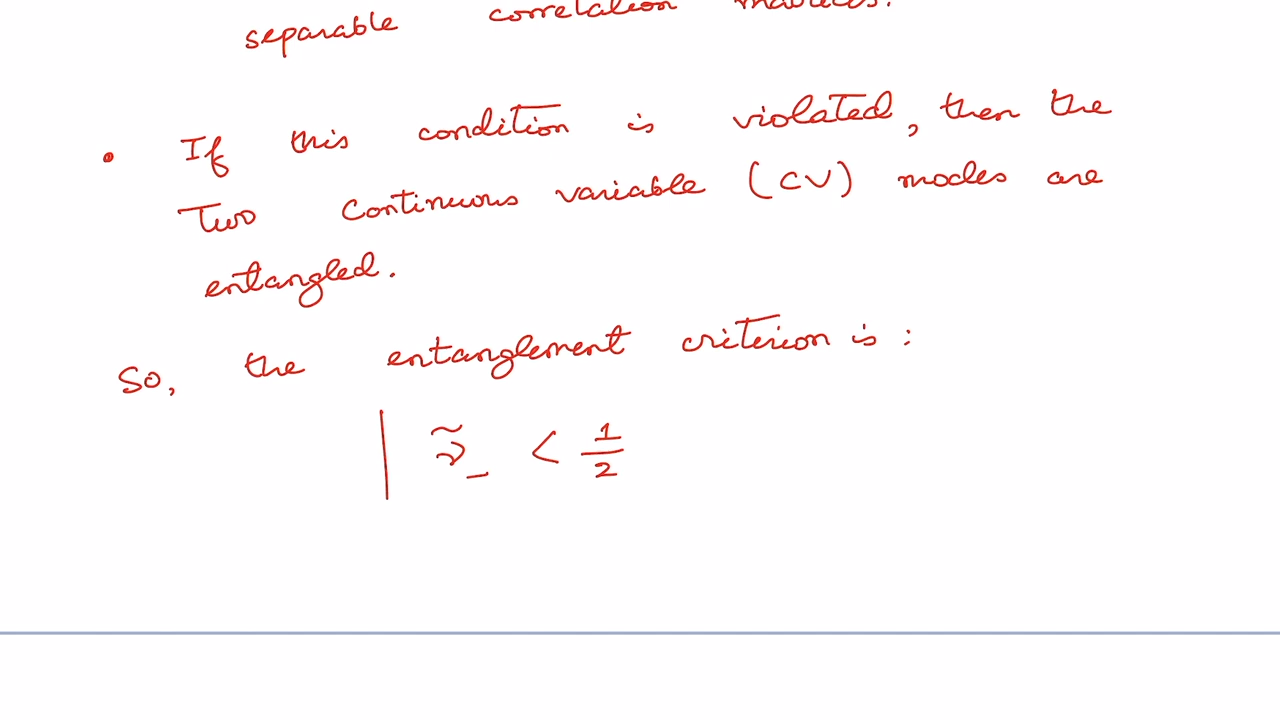 separable correlation
• If this condition is violated, then the
Two continuous variable (CV) modes are
entangled.
So, the entanglement criterion is :
| ν̃₋ < 1/2